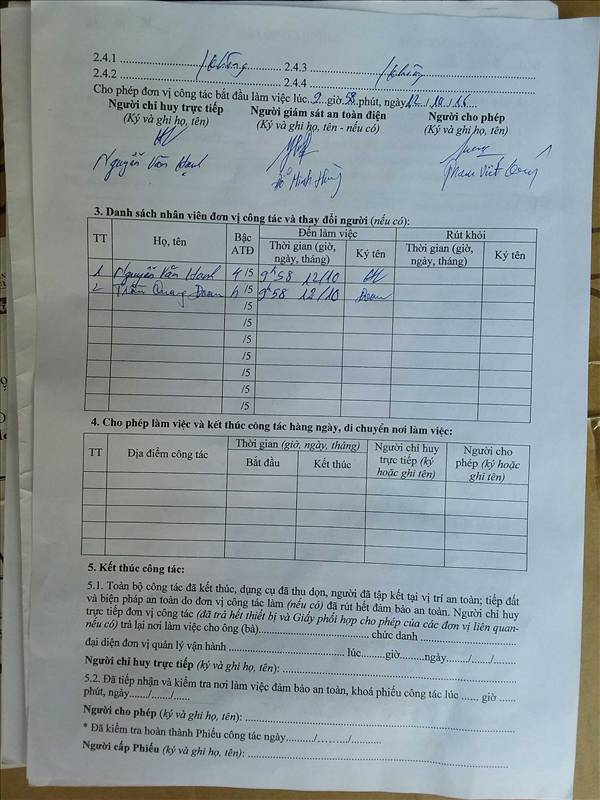 2.4.1 ........ Không ........ 2.4.3 ........ Không ........
2.4.2 ........ 2.4.4 ........
Cho phép đơn vị công tác bắt đầu làm việc lúc...9...giờ.58.phút, ngày.12.../.10.../.16....
Người chỉ huy trực tiếp Người giám sát an toàn điện Người cho phép
(Ký và ghi họ, tên) (Ký và ghi họ, tên - nếu có) (Ký và ghi họ, tên)
Nguyễn Văn Hạnh Minh Hùng Phạm Viết
3. Danh sách nhân viên đơn vị công tác và thay đổi người (nếu có):
TT Họ, tên Bậc ATĐ Đến làm việc Rút khỏi
Thời gian (giờ, ngày, tháng) Ký tên Thời gian (giờ, ngày, tháng) Ký tên
1 Nguyễn Văn Hạnh 4 /5 9h58 12/10
2 Trần Quang Đoan 4 /5 9h58 12/10 Đoan
/5
/5
/5
/5
/5
/5
/5
4. Cho phép làm việc và kết thúc công tác hàng ngày, di chuyển nơi làm việc:
TT Địa điểm công tác Thời gian (giờ, ngày, tháng) Người chỉ huy trực tiếp (ký hoặc ghi tên) Người cho phép (ký hoặc ghi tên)
Bắt đầu Kết thúc
5. Kết thúc công tác:
5.1. Toàn bộ công tác đã kết thúc, dụng cụ đã thu dọn, người đã tập kết tại vị trí an toàn; tiếp đất
và biện pháp an toàn do đơn vị công tác làm (nếu có) đã rút hết đảm bảo an toàn. Người chỉ huy
trực tiếp đơn vị công tác (đã trả hết thiết bị và Giấy phối hợp cho phép của các đơn vị liên quan-
nếu có) trả lại nơi làm việc cho ông (bà)........ chức danh ........
đại diện đơn vị quản lý vận hành ........ lúc........giờ.........ngày......./......./.......
Người chỉ huy trực tiếp (ký và ghi họ, tên): ........
5.2. Đã tiếp nhận và kiểm tra nơi làm việc đảm bảo an toàn, khoá phiếu công tác lúc ...... giờ ......
phút, ngày....../......./.....
Người cho phép (ký và ghi họ, tên): ........
* Đã kiểm tra hoàn thành Phiếu công tác ngày........../........./...........
Người cấp Phiếu (ký và ghi họ, tên): ........